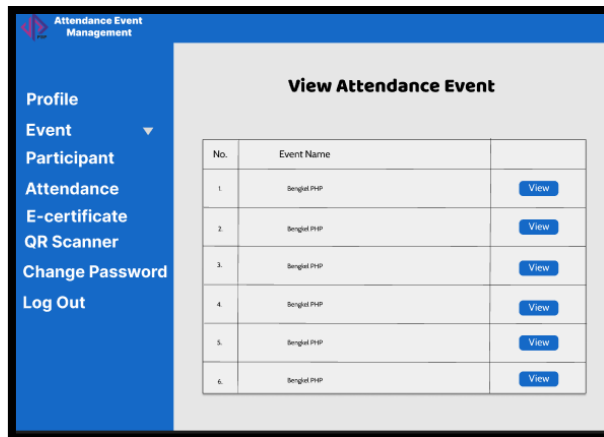 Attendance Event
Management
Profile
Event
Participant
Attendance
E-certificate
QR Scanner
Change Password
Log Out
View Attendance Event
No. Event Name
1. Bengkel PHP View
2. Bengkel PHP View
3. Bengkel PHP View
4. Bengkel PHP View
5. Bengkel PHP View
6. Bengkel PHP View